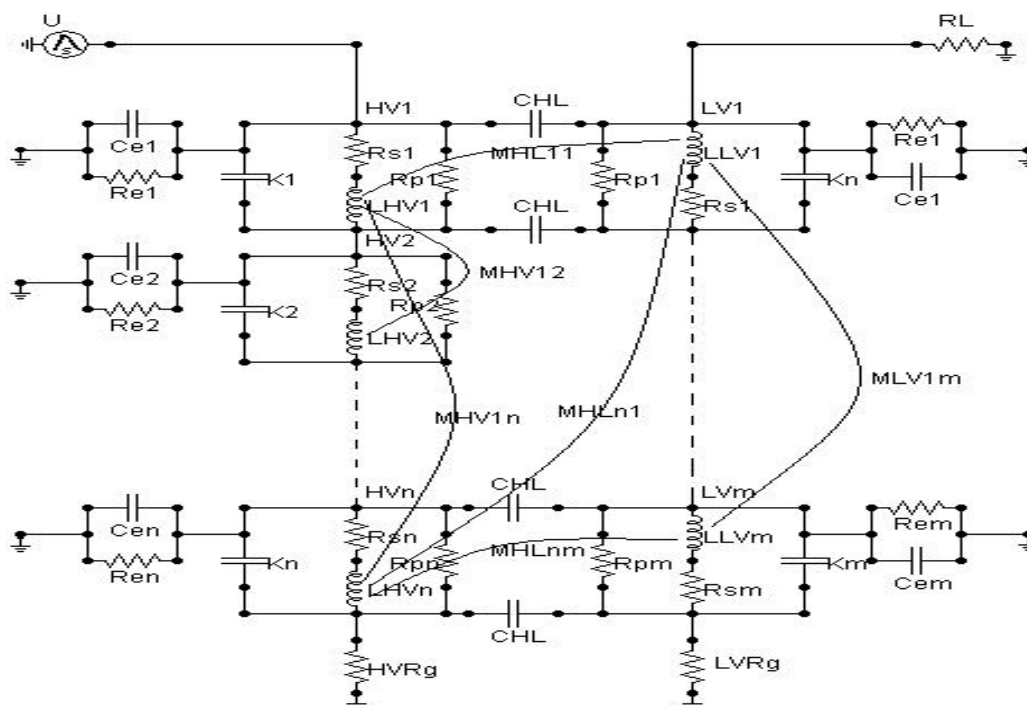 U
RL
HV1
CHL
LV1
Ce1
Re1
K1
Rs1
Rp1
MHL11
Rp1
LLV1
Kn
Re1
Ce1
LHV1
CHL
Rs1
HV2
Ce2
Re2
K2
Rs2
Rp2
MHV12
LHV2
MHV1n
MHLn1
MLV1m
HVn
CHL
LVm
Cen
Ren
Kn
Rsn
Rpn
MHLnm
Rpm
LLVm
Km
Rem
Cem
LHVn
CHL
Rsm
HVRg
LVRg